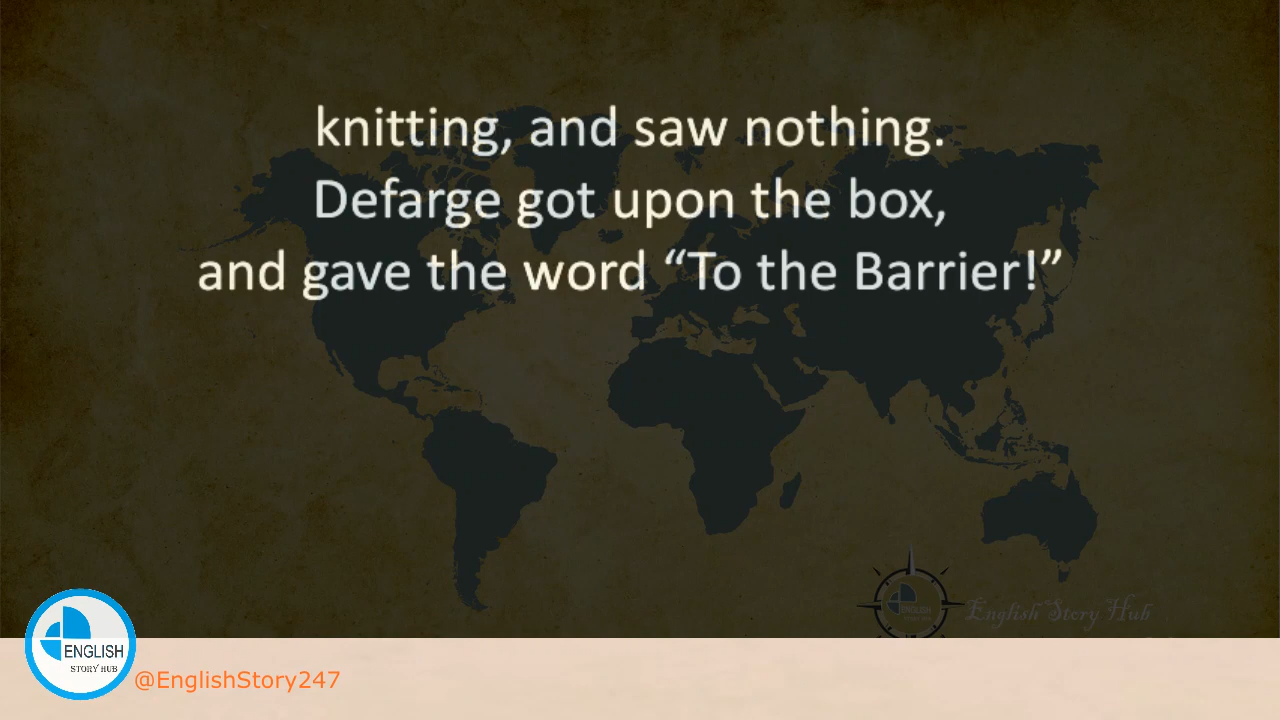 knitting, and saw nothing.
Defarge got upon the box,
and gave the word “To the Barrier!”
English Story Hub
ENGLISH
STORY HUB
@EnglishStory247